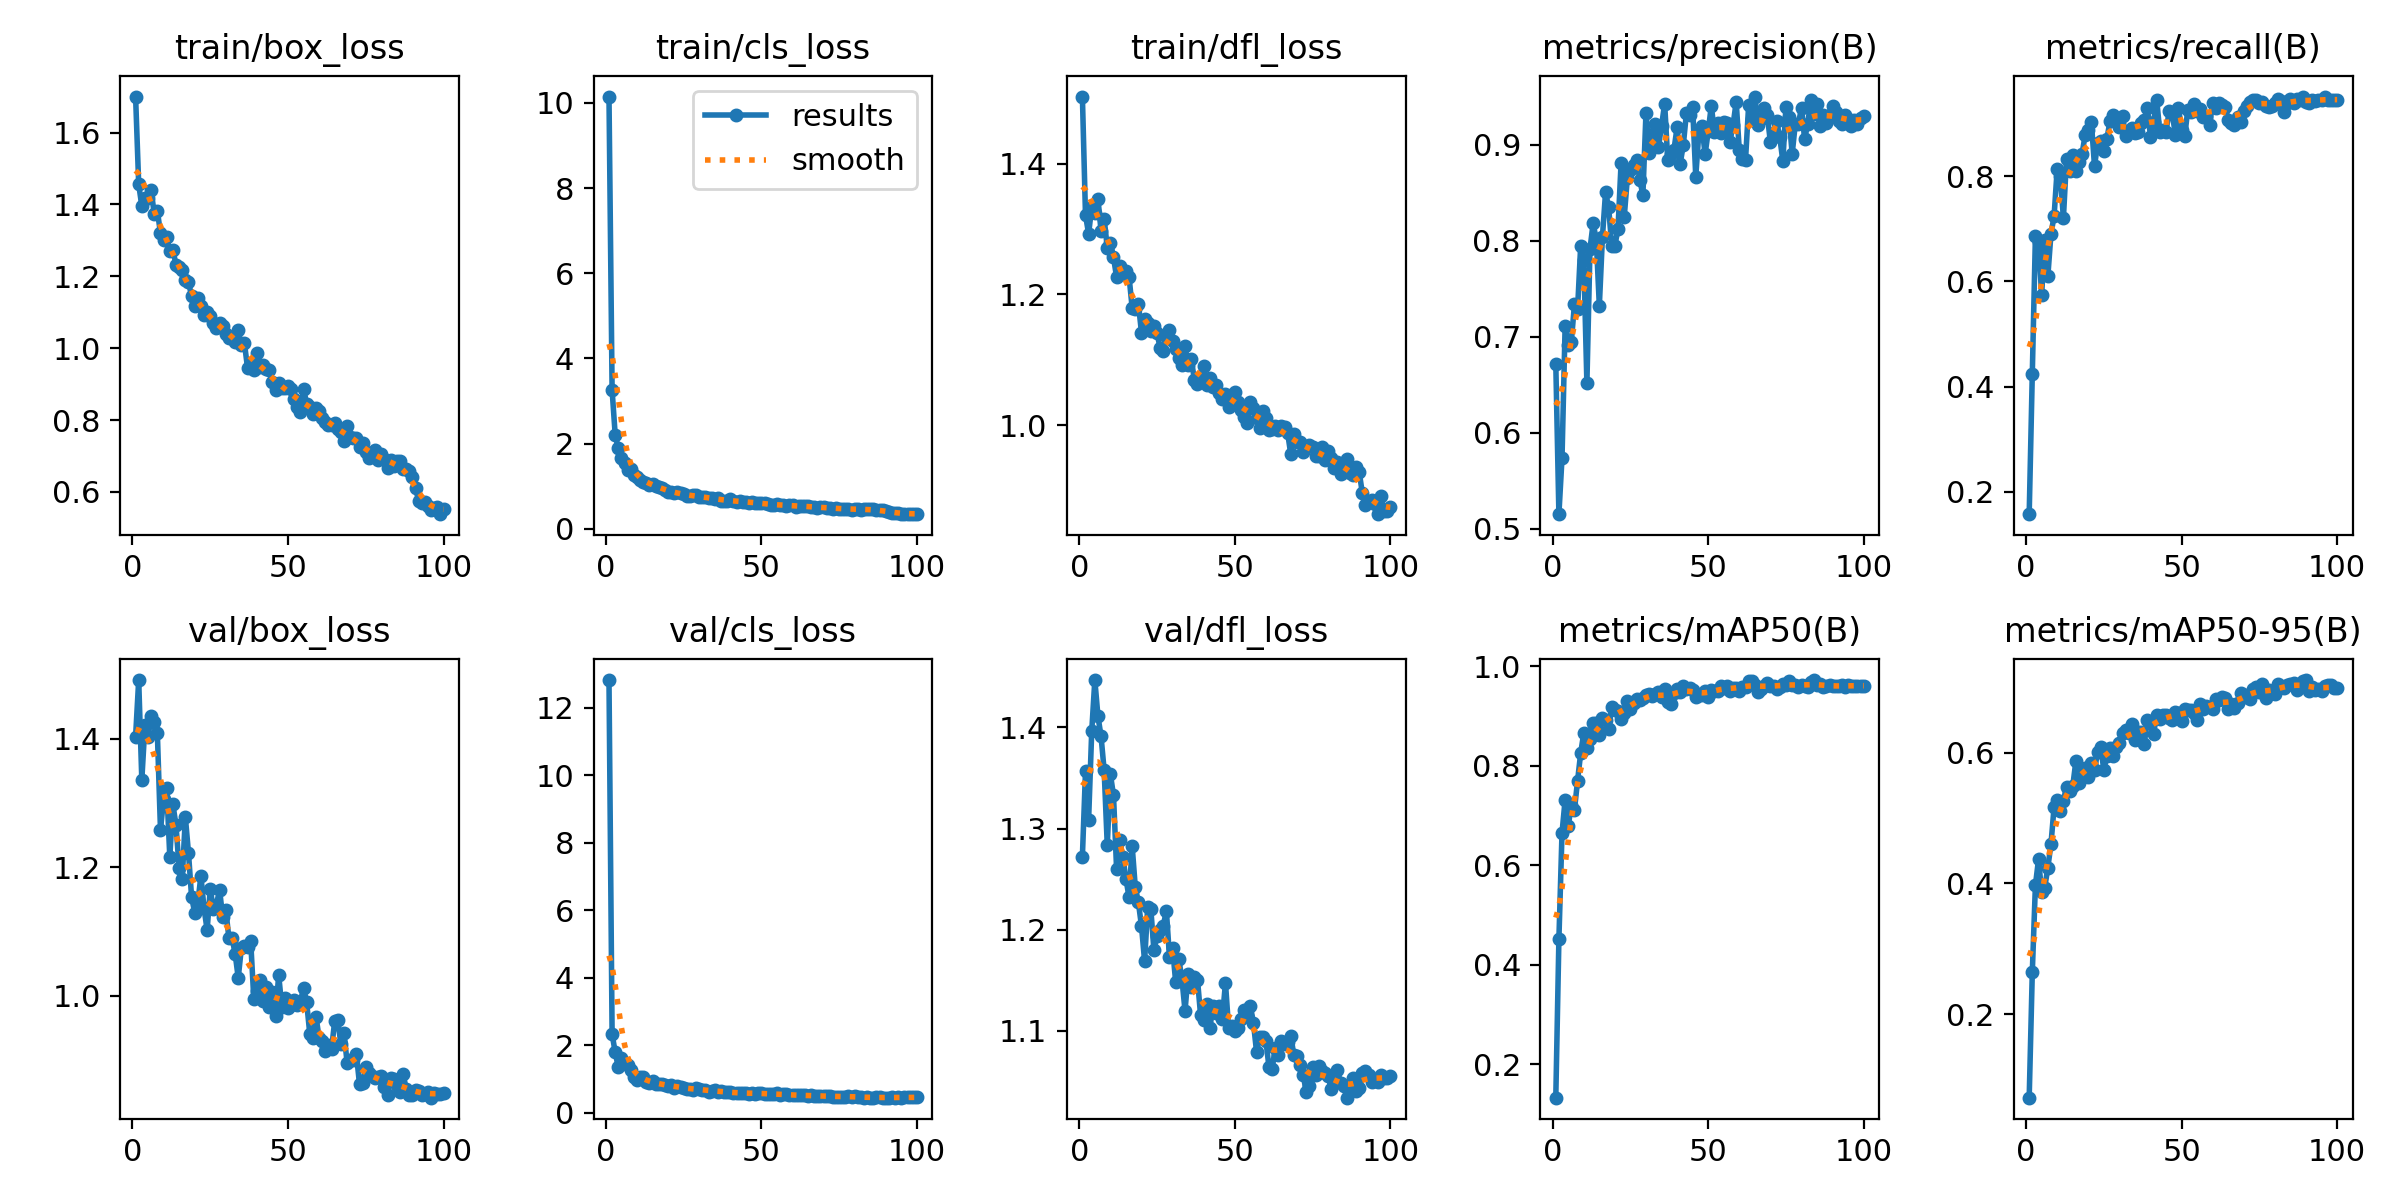 train/box_loss
1.6
1.4
1.2
1.0
0.8
0.6
0 50 100
train/cls_loss
results
smooth
10
8
6
4
2
0
0 50 100
train/dfl_loss
1.4
1.2
1.0
0 50 100
metrics/precision(B)
0.9
0.8
0.7
0.6
0.5
0 50 100
metrics/recall(B)
0.8
0.6
0.4
0.2
0 50 100
val/box_loss
1.4
1.2
1.0
0 50 100
val/cls_loss
12
10
8
6
4
2
0
0 50 100
val/dfl_loss
1.4
1.3
1.2
1.1
0 50 100
metrics/mAP50(B)
1.0
0.8
0.6
0.4
0.2
0 50 100
metrics/mAP50-95(B)
0.6
0.4
0.2
0 50 100